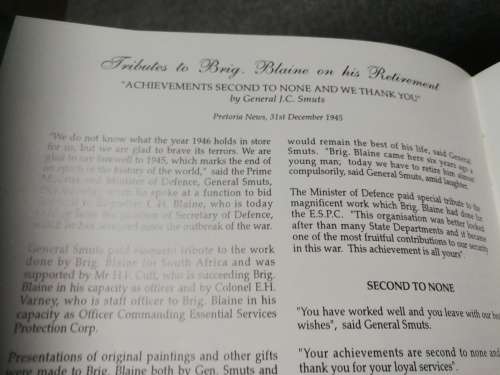 Tributes to Brig. Blaine on his Retirement
"ACHIEVEMENTS SECOND TO NONE AND WE THANK YOU"
by General J.C. Smuts
Pretoria News, 31st December 1945
"We do not know what the year 1946 holds in store
for us, but we are glad to brave its terrors. We are
glad to say farewell to 1945, which marks the end of
an epoch in the history of the world," said the Prime
Minister and Minister of Defence, General Smuts,
when he spoke at a function to bid
C.H. Blaine, who is today
of Secretary of Defence,
since the outbreak of the war.
General Smuts paid tribute to the work
done by Brig. Blaine for South Africa and was
supported by Mr H.F. Cuff, who is succeeding Brig.
Blaine in his capacity as officer and by Colonel E.H.
Varney, who is staff officer to Brig. Blaine in his
capacity as Officer Commanding Essential Services
Protection Corp.
Presentations of original paintings and other gifts
were made to Brig. Blaine both by Gen. Smuts and
would remain the best of his life, said General
Smuts. "Brig. Blaine came here six years ago a
young man, today we have to retire him almost
compulsorily, said General Smuts, amid laughter.
The Minister of Defence paid special tribute to the
magnificent work which Brig. Blaine had done for
the E.S.P.C. "This organisation was better looked
after than many State Departments and it became
one of the most fruitful contributions to our security
in this war. This achievement is all yours".
SECOND TO NONE
"You have worked well and you leave with our best
wishes", said General Smuts.
"Your achievements are second to none and
thank you for your loyal services".